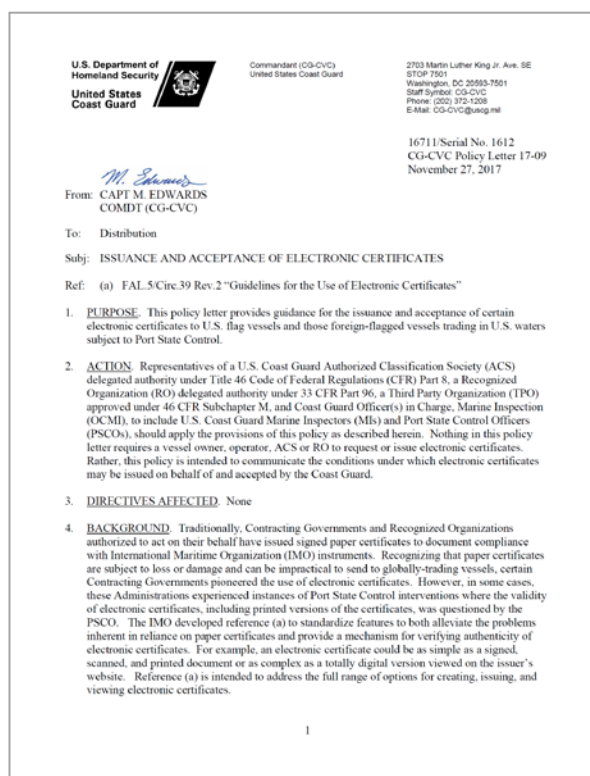 U.S. Department of
Homeland Security
United States
Coast Guard
Commandant (CG-CVC)
United States Coast Guard
2703 Martin Luther King Jr. Ave. SE
STOP 7501
Washington, DC 20593-7501
Staff Symbol: CG-CVC
Phone: (202) 372-1208
E-Mail: CG-CVC@uscg.mil
16711/Serial No. 1612
CG-CVC Policy Letter 17-09
November 27, 2017
M. Edwards
From: CAPT M. EDWARDS
COMDT (CG-CVC)
To: Distribution
Subj: ISSUANCE AND ACCEPTANCE OF ELECTRONIC CERTIFICATES
Ref: (a) FAL.5/Circ.39 Rev.2 “Guidelines for the Use of Electronic Certificates”
1. PURPOSE. This policy letter provides guidance for the issuance and acceptance of certain
electronic certificates to U.S. flag vessels and those foreign-flagged vessels trading in U.S. waters
subject to Port State Control.
2. ACTION. Representatives of a U.S. Coast Guard Authorized Classification Society (ACS)
delegated authority under Title 46 Code of Federal Regulations (CFR) Part 8, a Recognized
Organization (RO) delegated authority under 33 CFR Part 96, a Third Party Organization (TPO)
approved under 46 CFR Subchapter M, and Coast Guard Officer(s) in Charge, Marine Inspection
(OCMI), to include U.S. Coast Guard Marine Inspectors (MIs) and Port State Control Officers
(PSCOs), should apply the provisions of this policy as described herein. Nothing in this policy
letter requires a vessel owner, operator, ACS or RO to request or issue electronic certificates.
Rather, this policy is intended to communicate the conditions under which electronic certificates
may be issued on behalf of and accepted by the Coast Guard.
3. DIRECTIVES AFFECTED. None
4. BACKGROUND. Traditionally, Contracting Governments and Recognized Organizations
authorized to act on their behalf have issued signed paper certificates to document compliance
with International Maritime Organization (IMO) instruments. Recognizing that paper certificates
are subject to loss or damage and can be impractical to send to globally-trading vessels, certain
Contracting Governments pioneered the use of electronic certificates. However, in some cases,
these Administrations experienced instances of Port State Control interventions where the validity
of electronic certificates, including printed versions of the certificates, was questioned by the
PSCO. The IMO developed reference (a) to standardize features to both alleviate the problems
inherent in reliance on paper certificates and provide a mechanism for verifying authenticity of
electronic certificates. For example, an electronic certificate could be as simple as a signed,
scanned, and printed document or as complex as a totally digital version viewed on the issuer’s
website. Reference (a) is intended to address the full range of options for creating, issuing, and
viewing electronic certificates.
1